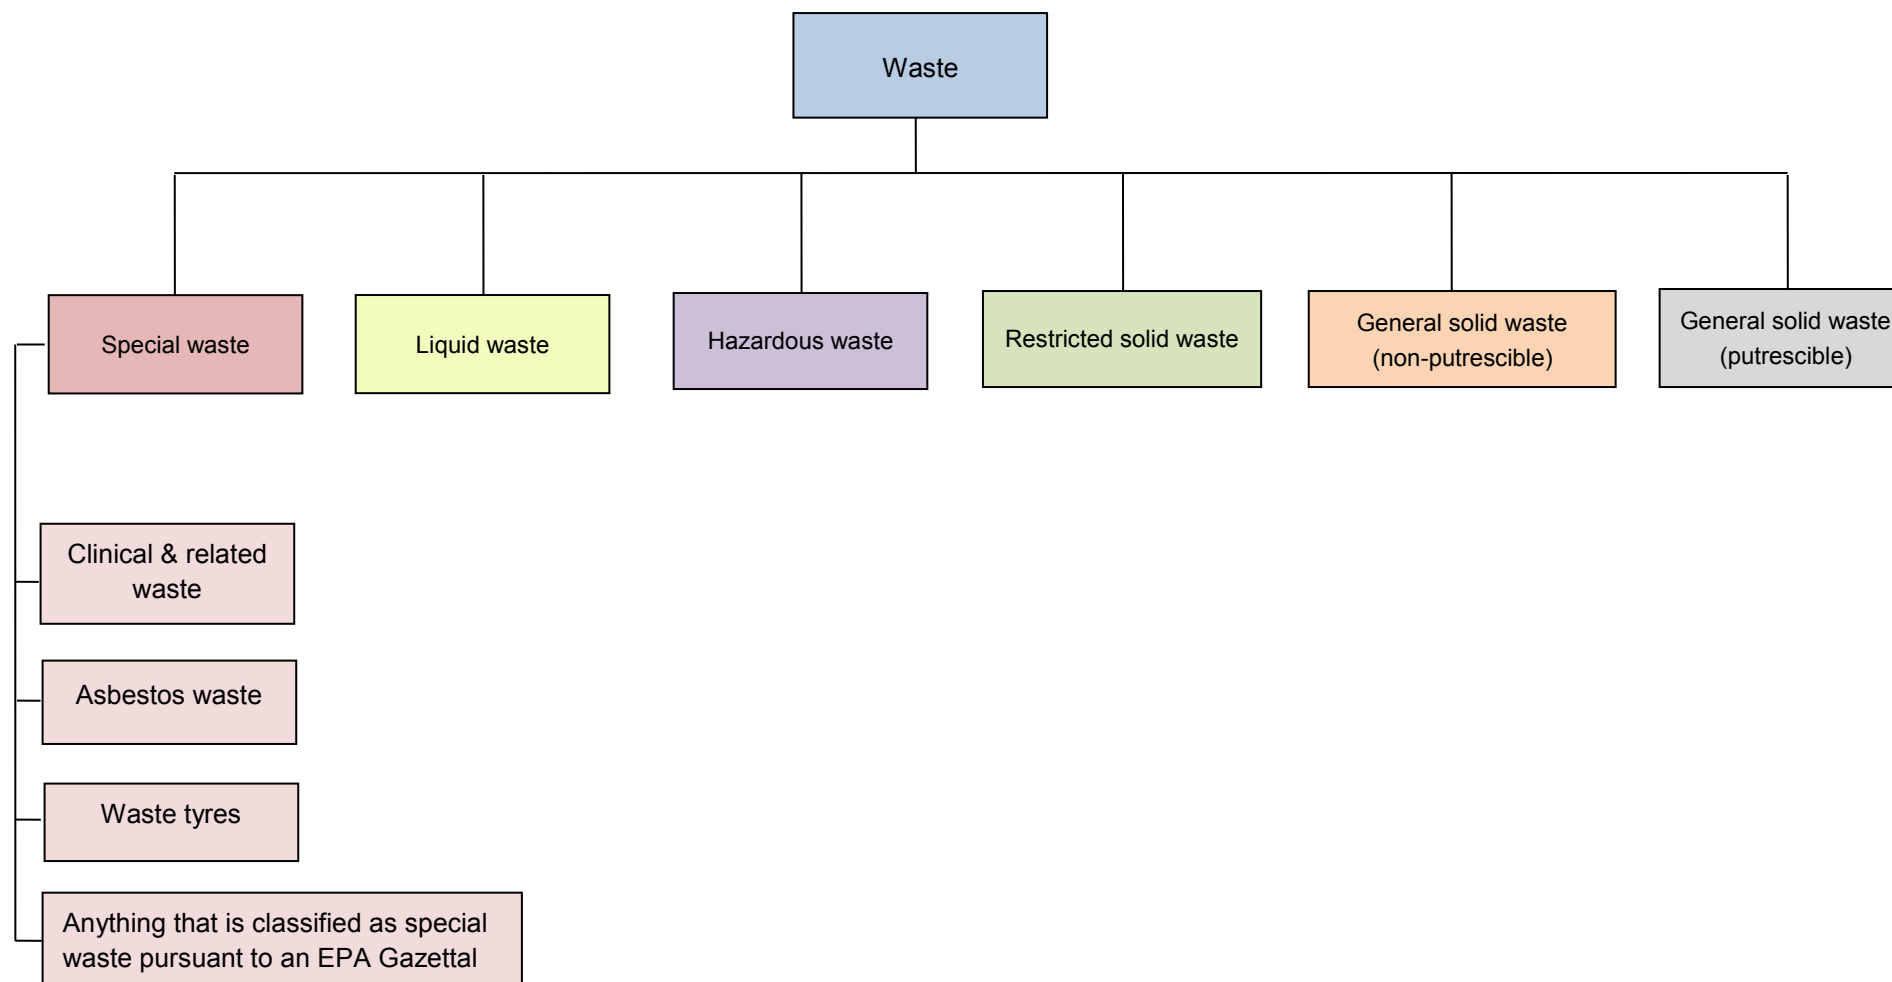 Waste
Special waste
Liquid waste
Hazardous waste
Restricted solid waste
General solid waste
(non-putrescible)
General solid waste
(putrescible)
Clinical & related
waste
Asbestos waste
Waste tyres
Anything that is classified as special
waste pursuant to an EPA Gazettal